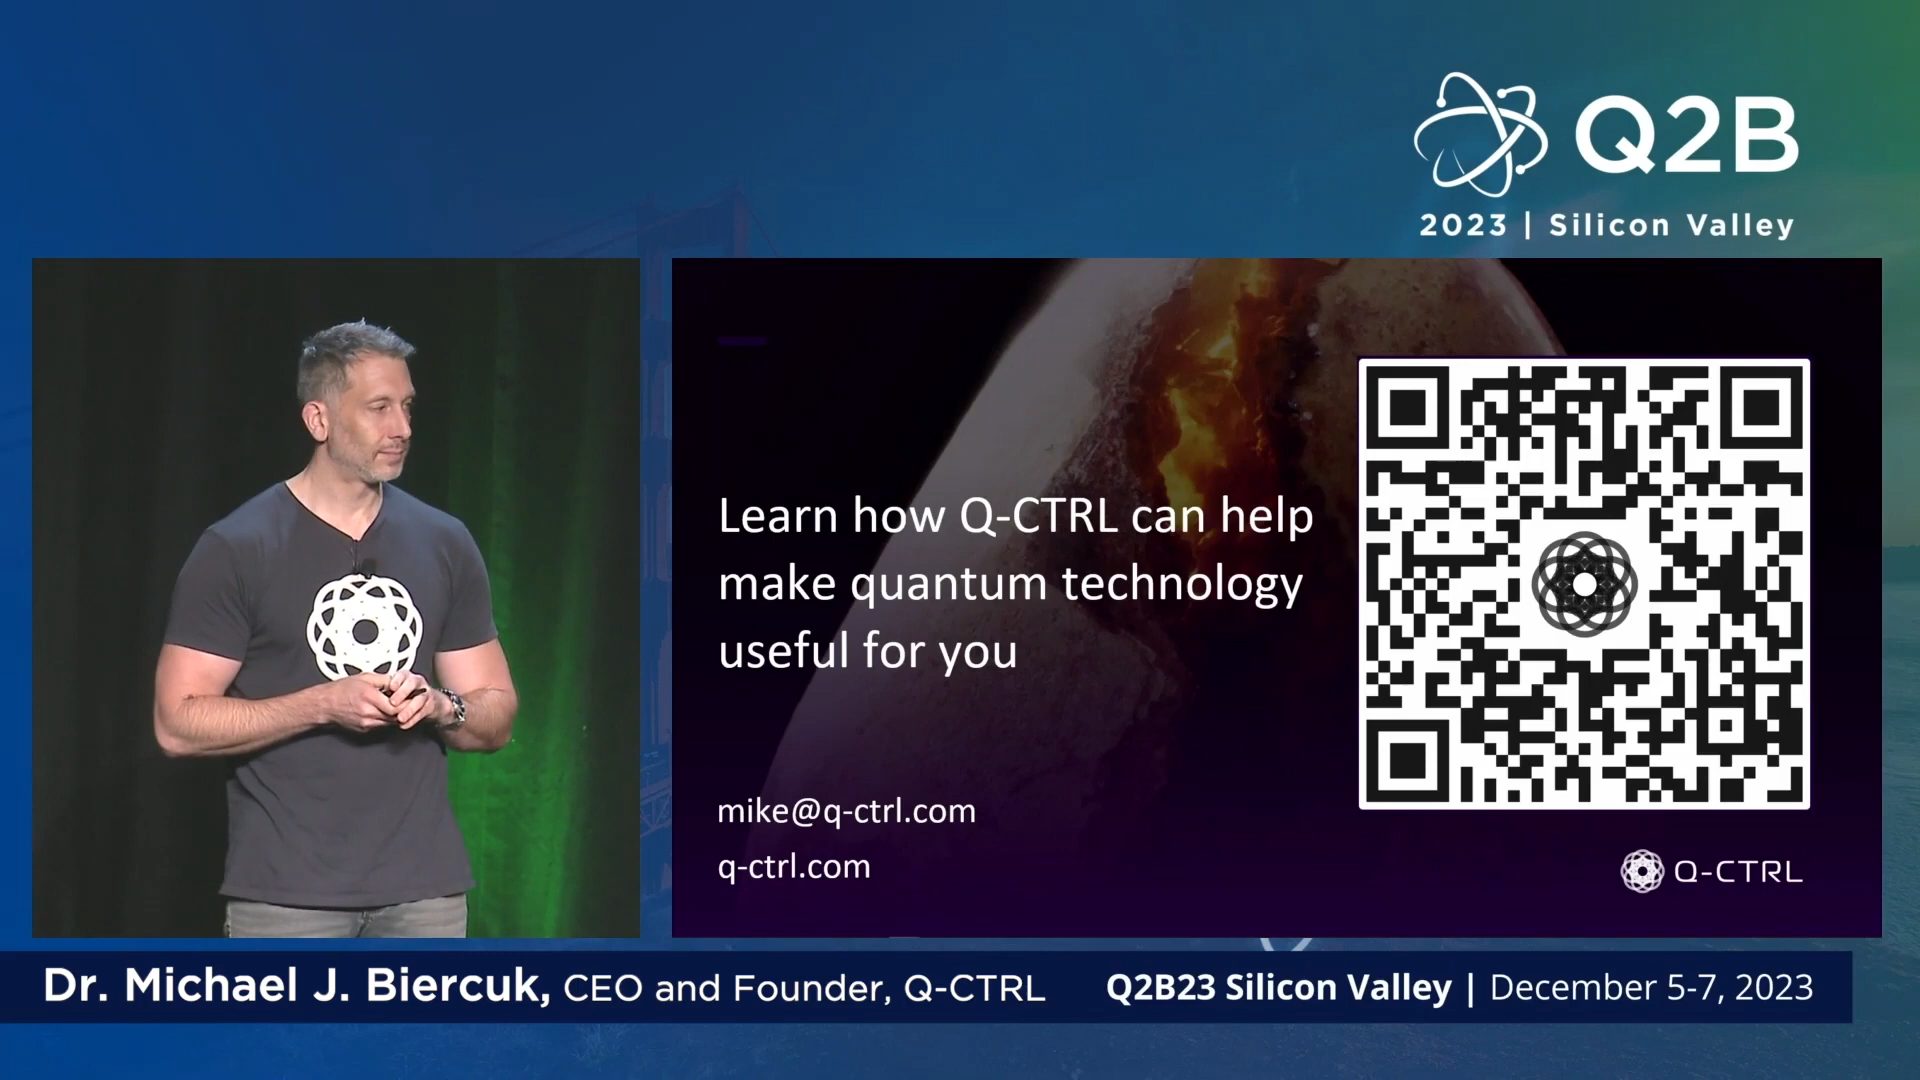 Q2B
2023 | Silicon Valley
Learn how Q-CTRL can help
make quantum technology
useful for you
mike@q-ctrl.com
q-ctrl.com
Q-CTRL
Dr. Michael J. Biercuk, CEO and Founder, Q-CTRL
Q2B23 Silicon Valley | December 5-7, 2023